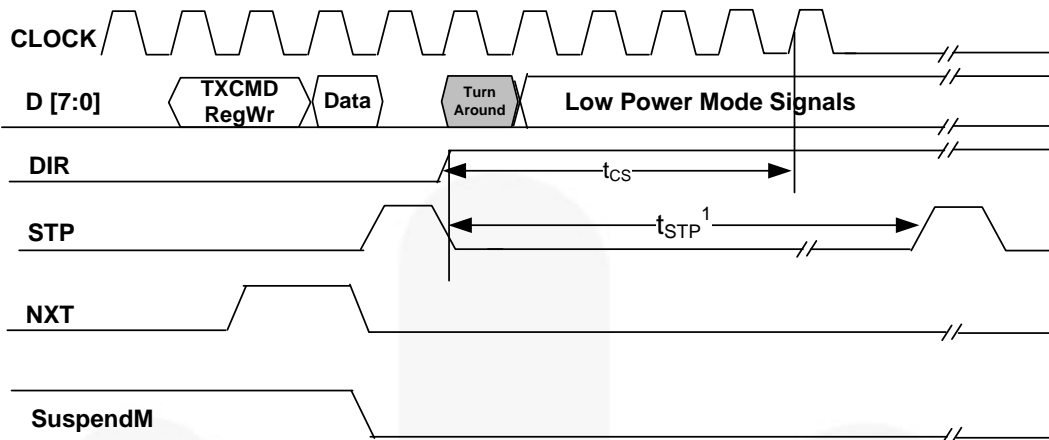 CLOCK
D [7:0]
TXCMD
RegWr
Data
Turn
Around
Low Power Mode Signals
DIR
tCS
STP
tSTP1
NXT
SuspendM